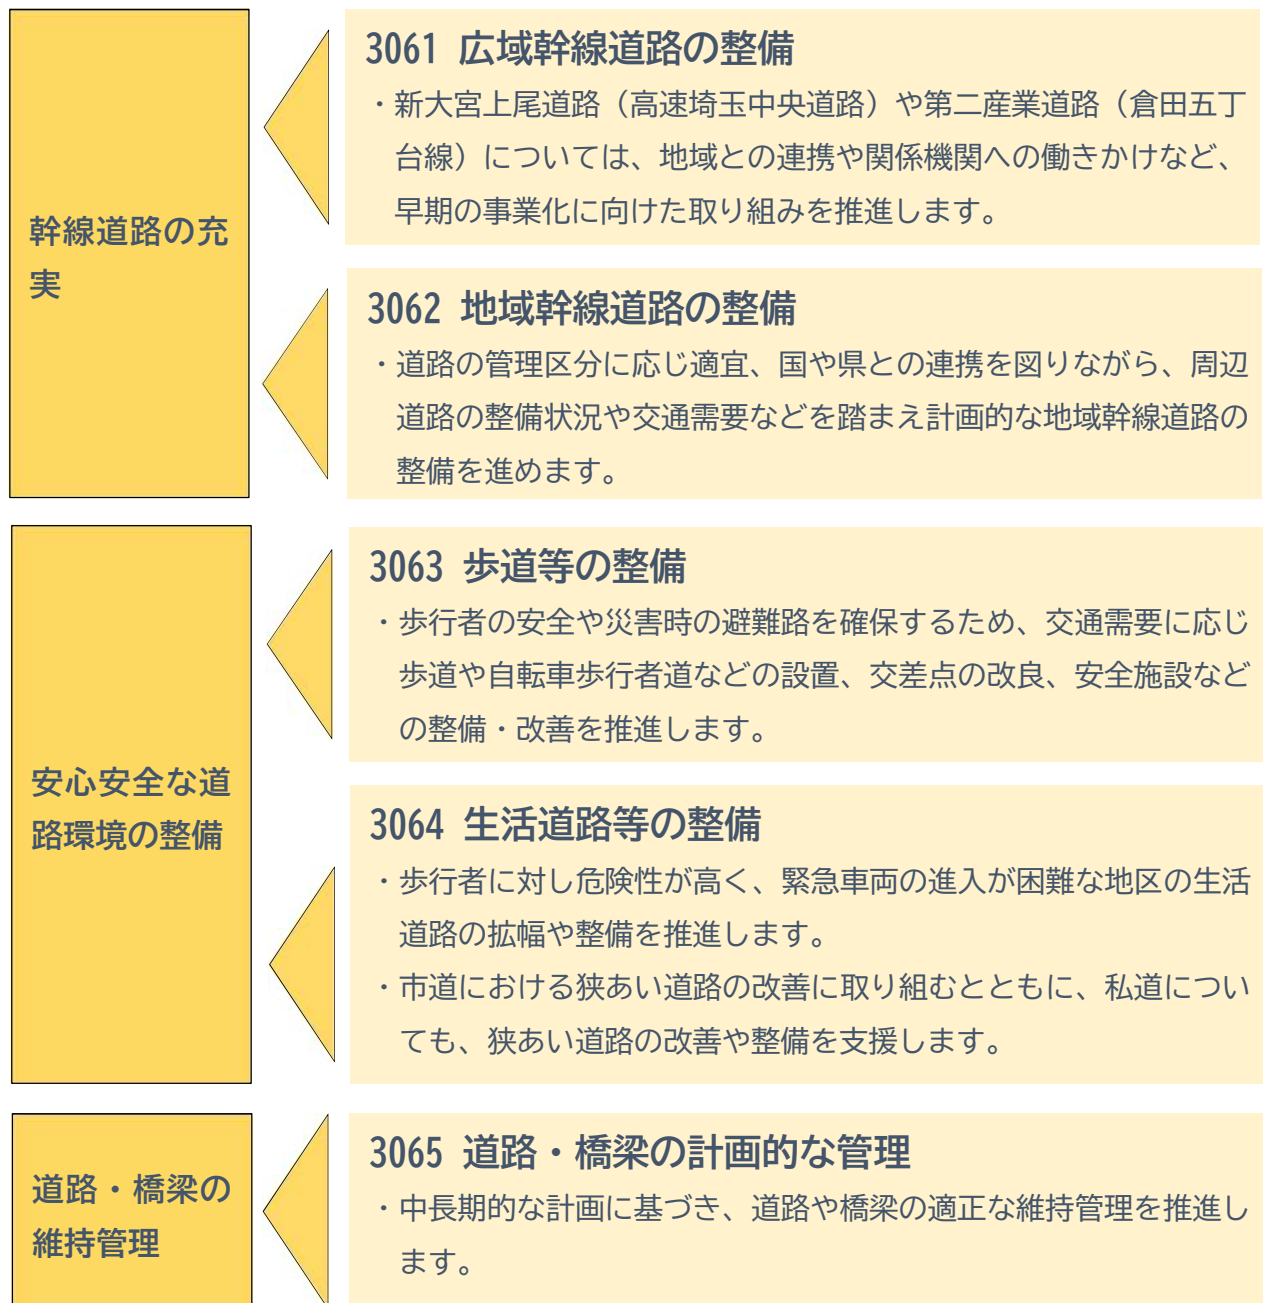 幹線道路の充
実
3061 広域幹線道路の整備
・新大宮上尾道路（高速埼玉中央道路）や第二産業道路（倉田五丁
台線）については、地域との連携や関係機関への働きかけなど、
早期の事業化に向けた取り組みを推進します。
3062 地域幹線道路の整備
・道路の管理区分に応じ適宜、国や県との連携を図りながら、周辺
道路の整備状況や交通需要などを踏まえ計画的な地域幹線道路の
整備を進めます。
安心安全な道
路環境の整備
3063 歩道等の整備
・歩行者の安全や災害時の避難路を確保するため、交通需要に応じ
歩道や自転車歩行者道などの設置、交差点の改良、安全施設など
の整備・改善を推進します。
3064 生活道路等の整備
・歩行者に対し危険性が高く、緊急車両の進入が困難な地区の生活
道路の拡幅や整備を推進します。
・市道における狭あい道路の改善に取り組むとともに、私道につい
ても、狭あい道路の改善や整備を支援します。
道路・橋梁の
維持管理
3065 道路・橋梁の計画的な管理
・中長期的な計画に基づき、道路や橋梁の適正な維持管理を推進し
ます。